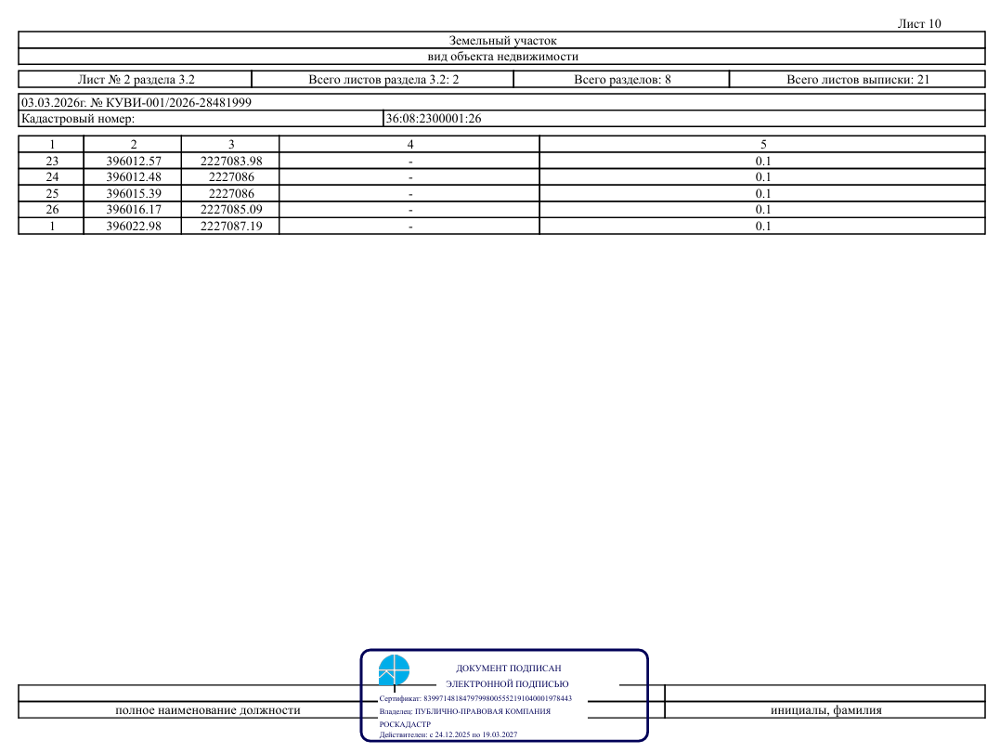 Лист 10
Земельный участок
вид объекта недвижимости
Лист № 2 раздела 3.2 Всего листов раздела 3.2: 2 Всего разделов: 8 Всего листов выписки: 21
03.03.2026г. № КУВИ-001/2026-28481999
Кадастровый номер: 36:08:2300001:26
1 2 3 4 5
23 396012.57 2227083.98 - 0.1
24 396012.48 2227086 - 0.1
25 396015.39 2227086 - 0.1
26 396016.17 2227085.09 - 0.1
1 396022.98 2227087.19 - 0.1
ДОКУМЕНТ ПОДПИСАН
ЭЛЕКТРОННОЙ ПОДПИСЬЮ
Сертификат: 83997148184797998005552191040001978443
Владелец: ПУБЛИЧНО-ПРАВОВАЯ КОМПАНИЯ
РОСКАДАСТР
Действителен: с 24.12.2025 по 19.03.2027
полное наименование должности инициалы, фамилия